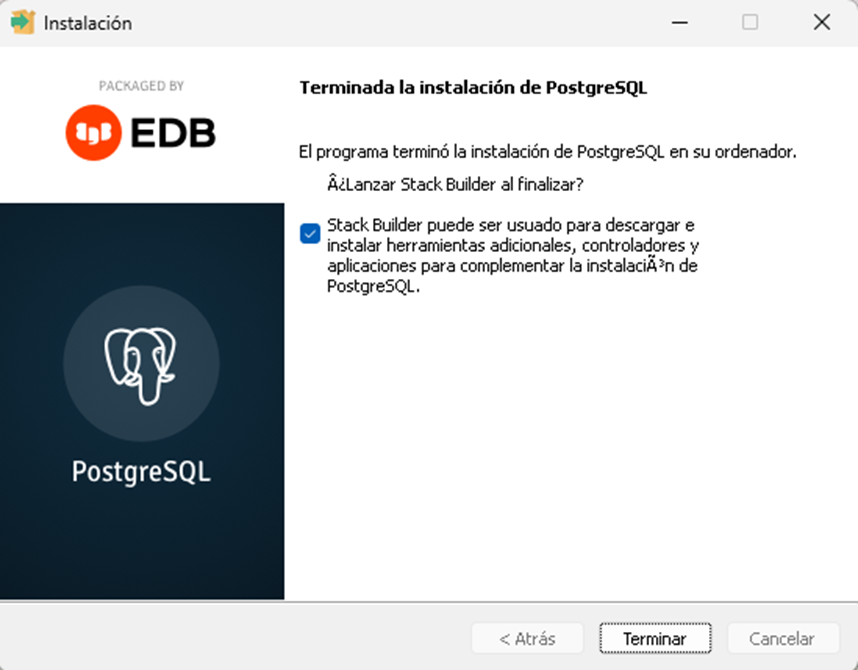 Instalación
PACKAGED BY
EDB
Terminada la instalación de PostgreSQL
El programa terminó la instalación de PostgreSQL en su ordenador.
Â¿Lanzar Stack Builder al finalizar?
Stack Builder puede ser usado para descargar e
instalar herramientas adicionales, controladores y
aplicaciones para complementar la instalaciÃ³n de
PostgreSQL.
PostgreSQL
< Atrás
Terminar
Cancelar